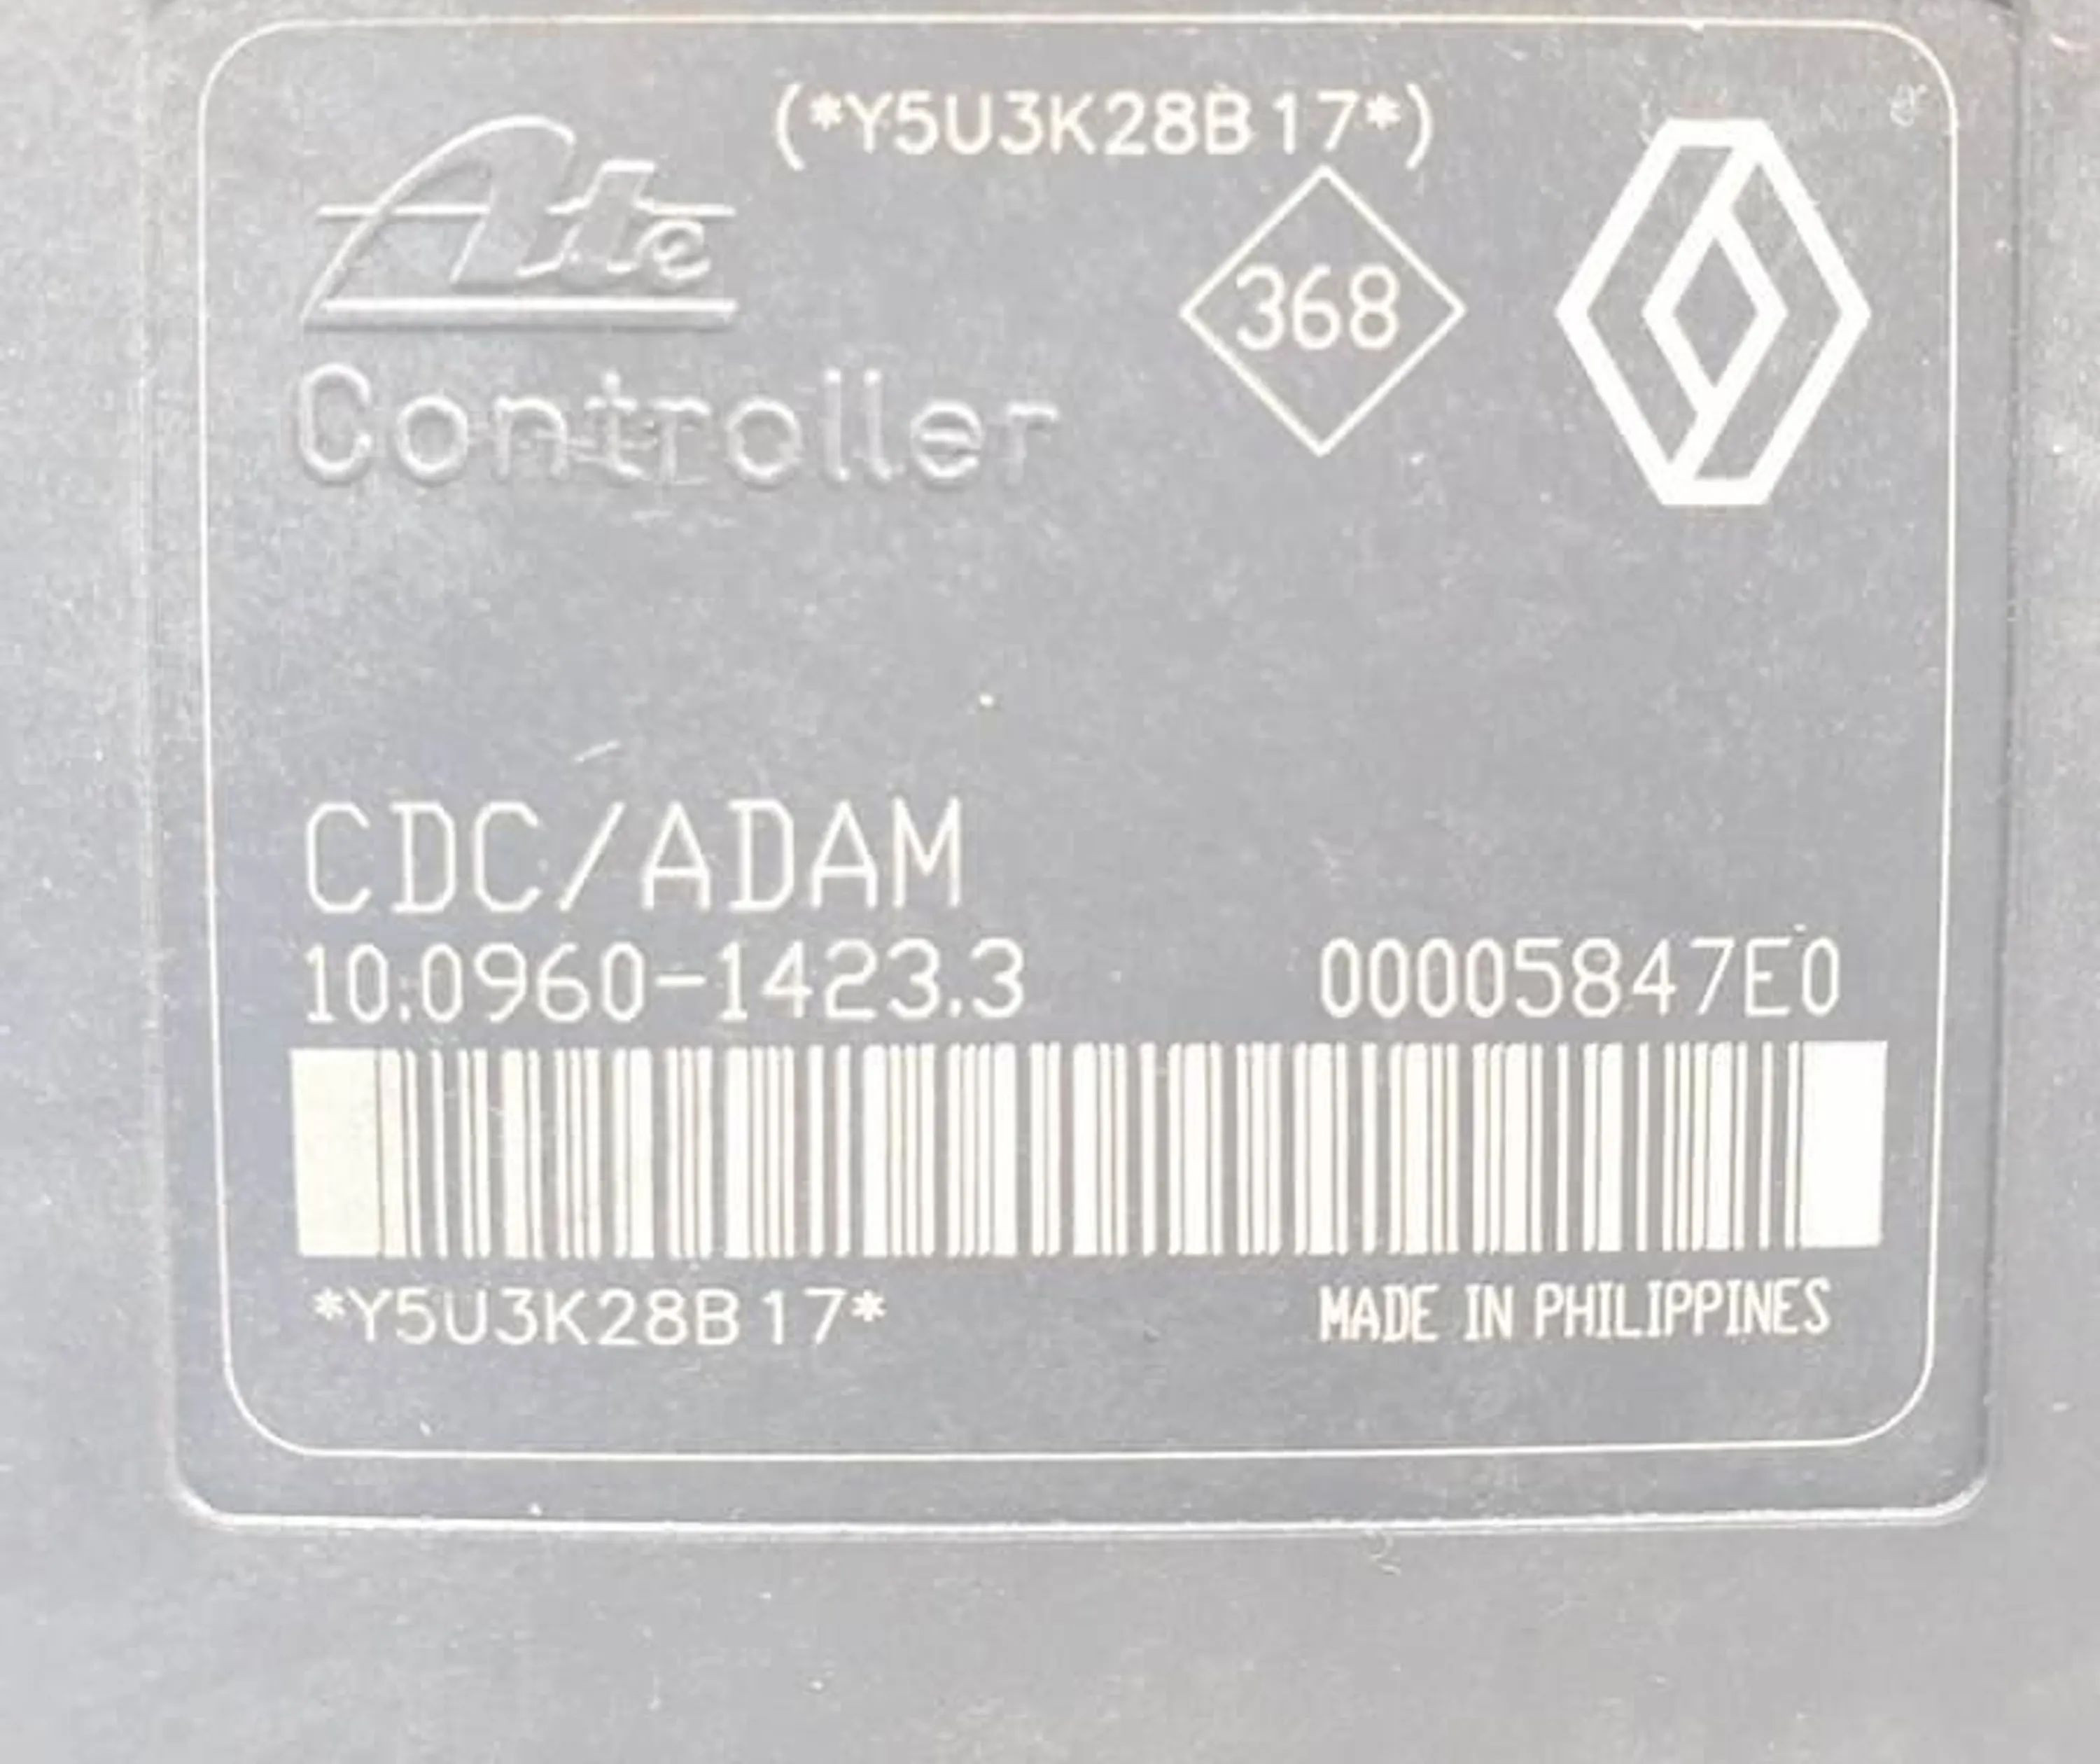 (*Y5U3K28B17*)
Ate
368
Controller
CDC/ADAM
10.0960-1423.3 00005847E0
*Y5U3K28B17* MADE IN PHILIPPINES